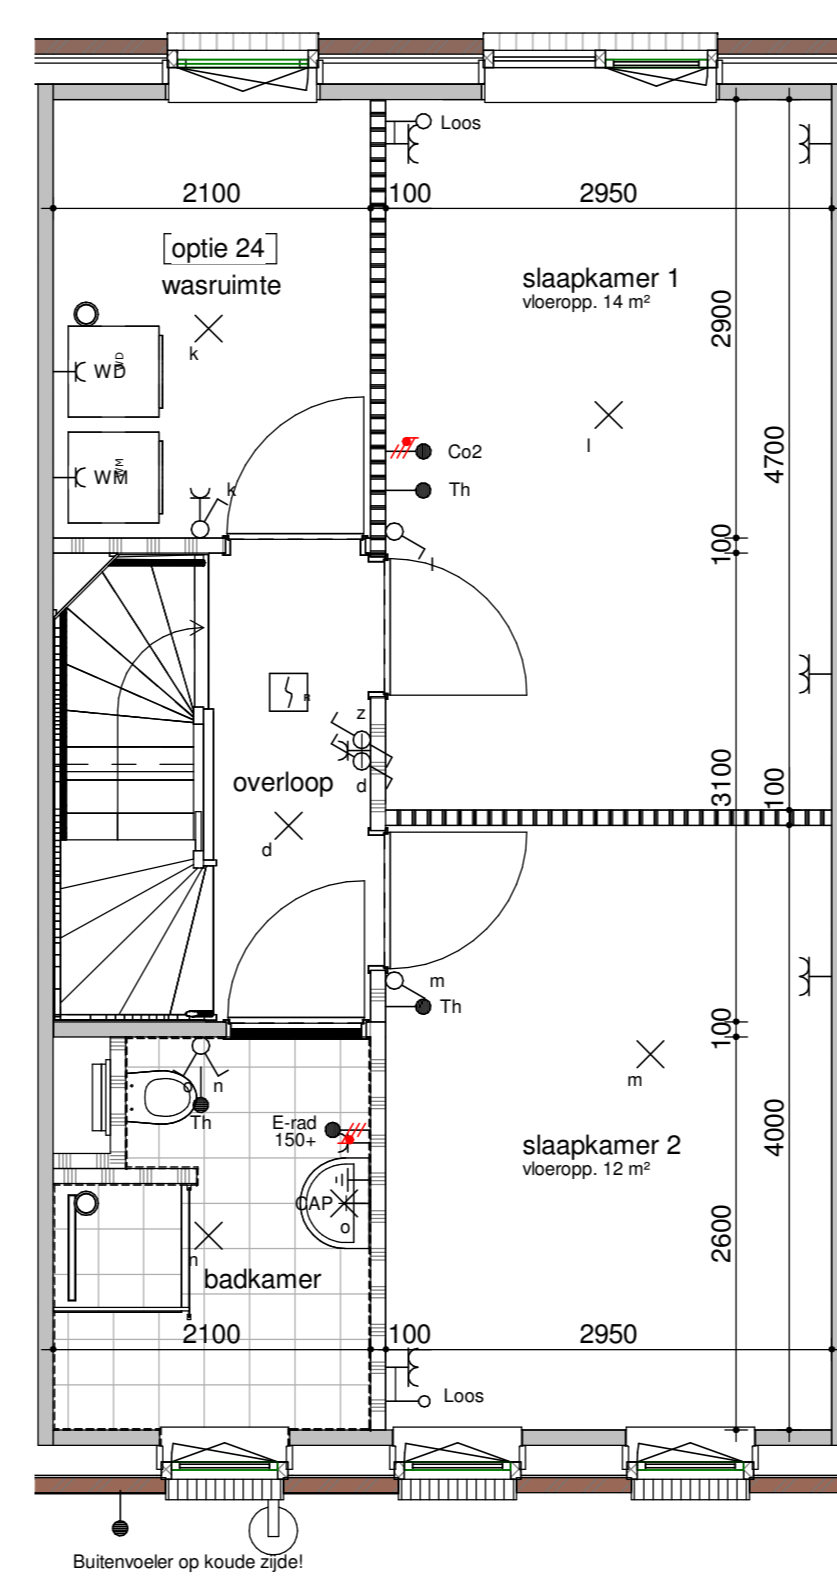 Loos
2100
100
2950
[optie 24]
wasruimte
slaapkamer 1
vloeropp. 14 m²
2900
k
WD
WD
l
4700
Co2
WM
WM
k
Th
100
l
z
overloop
d
3100
100
d
m
Th
100
m
o
n
Th
E-rad
150+
4000
slaapkamer 2
vloeropp. 12 m²
CAP
o
2600
n
badkamer
2100
100
2950
Loos
Buitenvoeler op koude zijde!